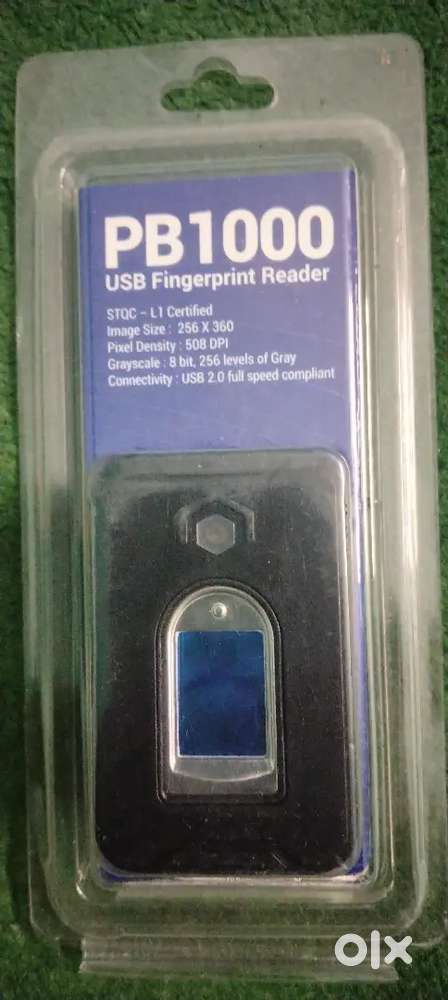 PB1000
USB Fingerprint Reader
STQC – L1 Certified
Image Size : 256 X 360
Pixel Density : 508 DPI
Grayscale : 8 bit, 256 levels of Gray
Connectivity : USB 2.0 full speed compliant
olx